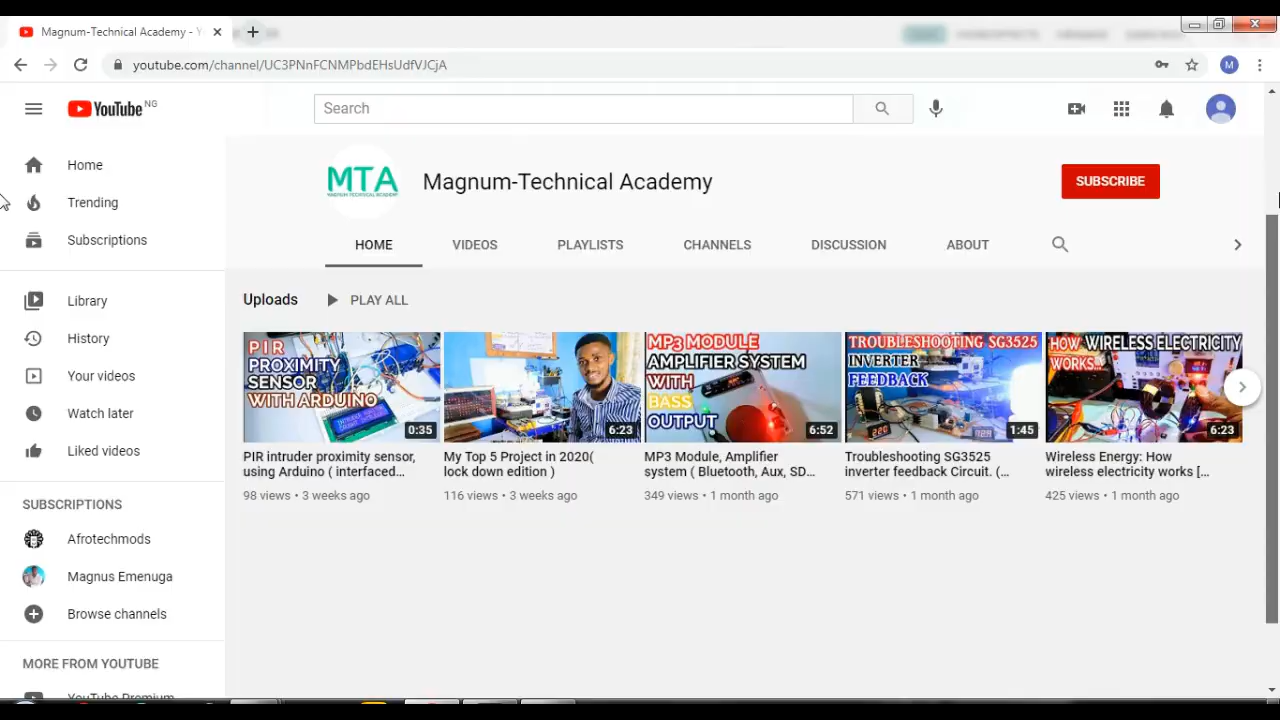 Magnum-Technical Academy - Y
youtube.com/channel/UC3PNnFCNMPbdEHsUdfVJCjA
M
YouTube NG
Search
Home
Trending
Subscriptions
Library
History
Your videos
Watch later
Liked videos
SUBSCRIPTIONS
Afrotechmods
Magnus Emenuga
Browse channels
MORE FROM YOUTUBE
YouTube Premium
MTA
MAGNUM TECHNICAL ACADEMY
Magnum-Technical Academy
SUBSCRIBE
HOME VIDEOS PLAYLISTS CHANNELS DISCUSSION ABOUT
Uploads PLAY ALL
PIR
PROXIMITY
SENSOR
WITH ARDUINO
0:35
PIR intruder proximity sensor,
using Arduino ( interfaced...
98 views • 3 weeks ago
6:23
My Top 5 Project in 2020(
lock down edition )
116 views • 3 weeks ago
MP3 MODULE
AMPLIFIER SYSTEM
WITH
BASS
OUTPUT
6:52
MP3 Module, Amplifier
system ( Bluetooth, Aux, SD...
349 views • 1 month ago
TROUBLESHOOTING SG3525
INVERTER
FEEDBACK
220
1:45
Troubleshooting SG3525
inverter feedback Circuit. (...
571 views • 1 month ago
HOW WIRELESS ELECTRICITY
WORKS...
6:23
Wireless Energy: How
wireless electricity works [...
425 views • 1 month ago